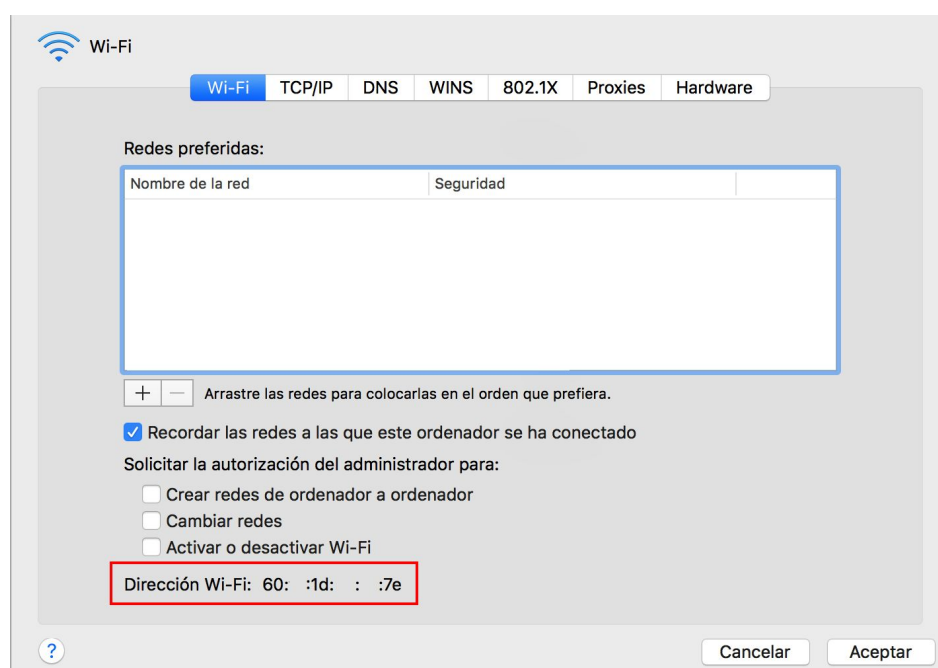 Wi-Fi
Wi-Fi TCP/IP DNS WINS 802.1X Proxies Hardware
Redes preferidas:
Nombre de la red Seguridad
+ − Arrastre las redes para colocarlas en el orden que prefiera.
Recordar las redes a las que este ordenador se ha conectado
Solicitar la autorización del administrador para:
Crear redes de ordenador a ordenador
Cambiar redes
Activar o desactivar Wi-Fi
Dirección Wi-Fi: 60: :1d: : :7e
? Cancelar Aceptar